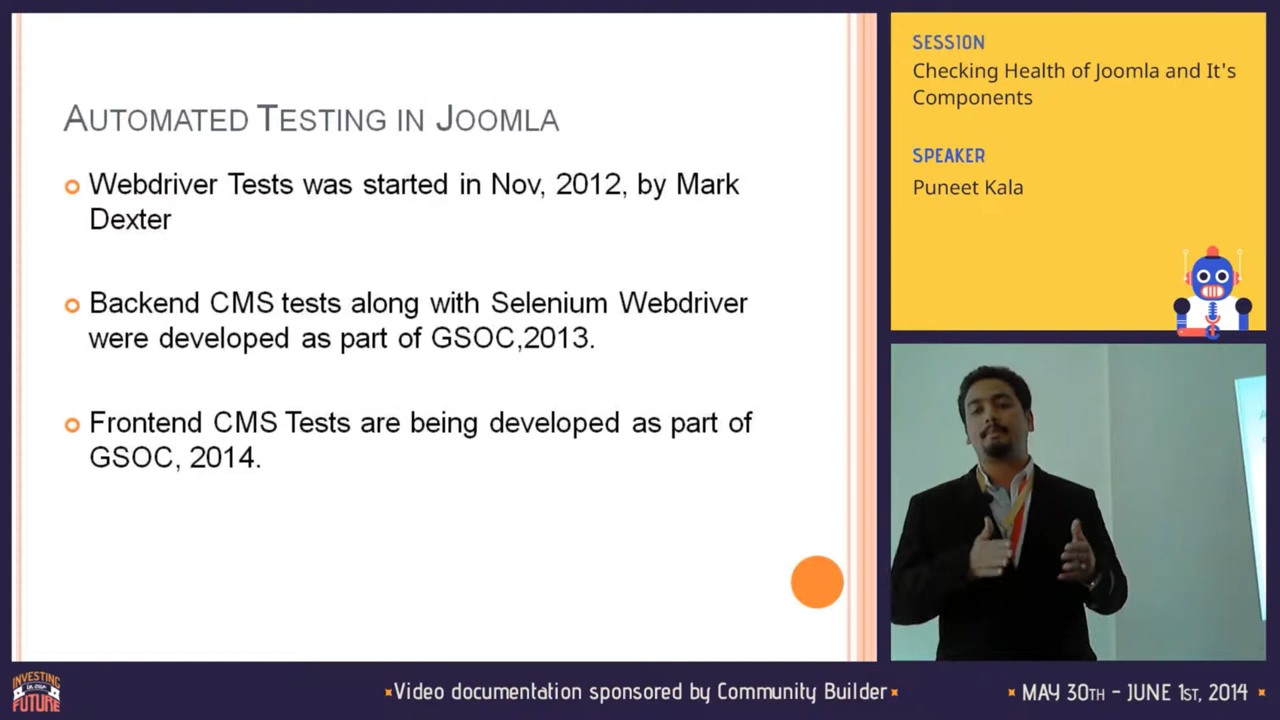 AUTOMATED TESTING IN JOOMLA
Webdriver Tests was started in Nov, 2012, by Mark
Dexter
Backend CMS tests along with Selenium Webdriver
were developed as part of GSOC,2013.
Frontend CMS Tests are being developed as part of
GSOC, 2014.
SESSION
Checking Health of Joomla and It's
Components
SPEAKER
Puneet Kala
INVESTING
IN OUR
FUTURE
Video documentation sponsored by Community Builder
MAY 30TH - JUNE 1ST, 2014